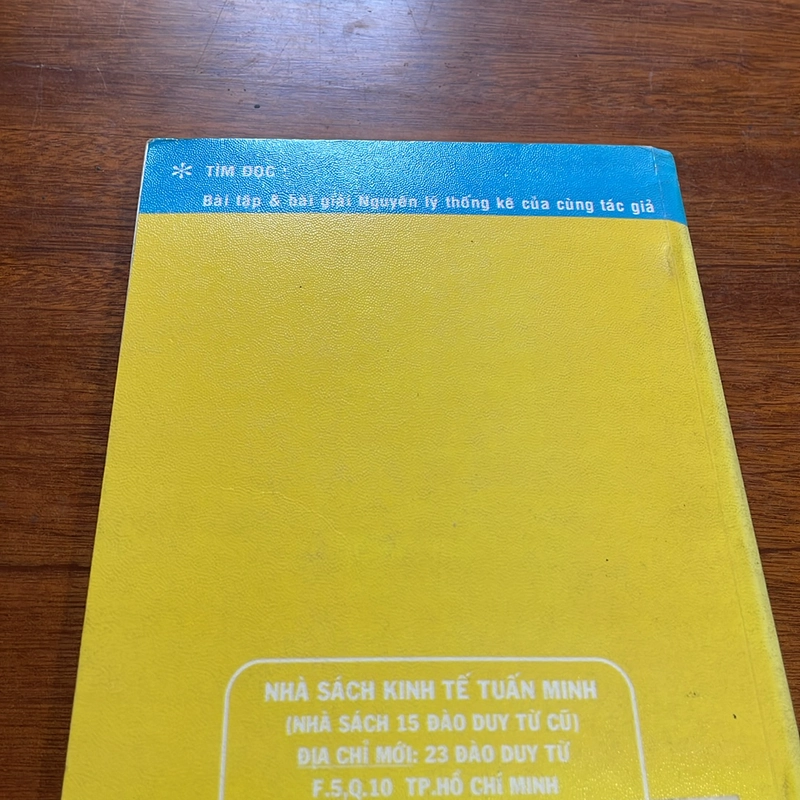 * TÌM ĐỌC :
Bài tập & bài giải Nguyên lý thống kê của cùng tác giả
NHÀ SÁCH KINH TẾ TUẤN MINH
(NHÀ SÁCH 15 ĐÀO DUY TỪ CŨ)
ĐỊA CHỈ MỚI: 23 ĐÀO DUY TỪ
F.5,Q.10 TP.HỒ CHÍ MINH